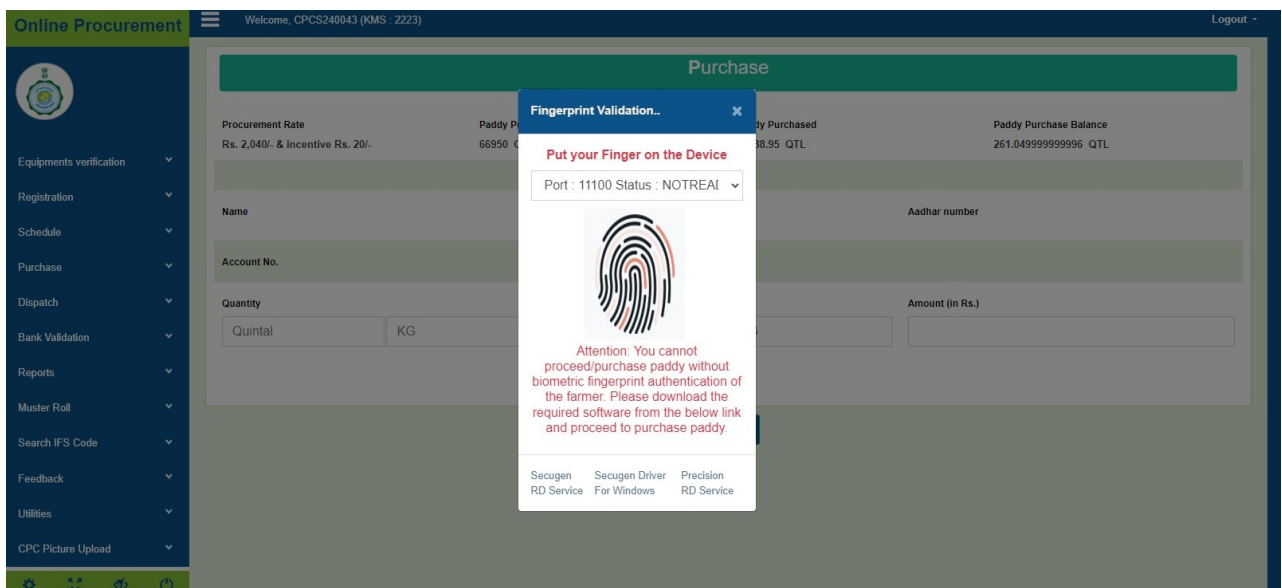 Online Procurement
Welcome, CPCS240043 (KMS : 2223)
Logout
Equipments verification
Registration
Schedule
Purchase
Dispatch
Bank Validation
Reports
Muster Roll
Search IFS Code
Feedback
Utilities
CPC Picture Upload
Purchase
Procurement Rate
Rs. 2,040/- & incentive Rs. 20/-
Paddy
66950
Purchased
38.95 QTL
Paddy Purchase Balance
261.049999999996 QTL
Name
Aadhar number
Account No.
Quantity
Quintal
KG
Amount (in Rs.)
Fingerprint Validation..
Put your Finger on the Device
Port : 11100 Status : NOTREA
Attention: You cannot
proceed/purchase paddy without
biometric fingerprint authentication of
the farmer. Please download the
required software from the below link
and proceed to purchase paddy.
Secugen
RD Service
Secugen Driver
For Windows
Precision
RD Service